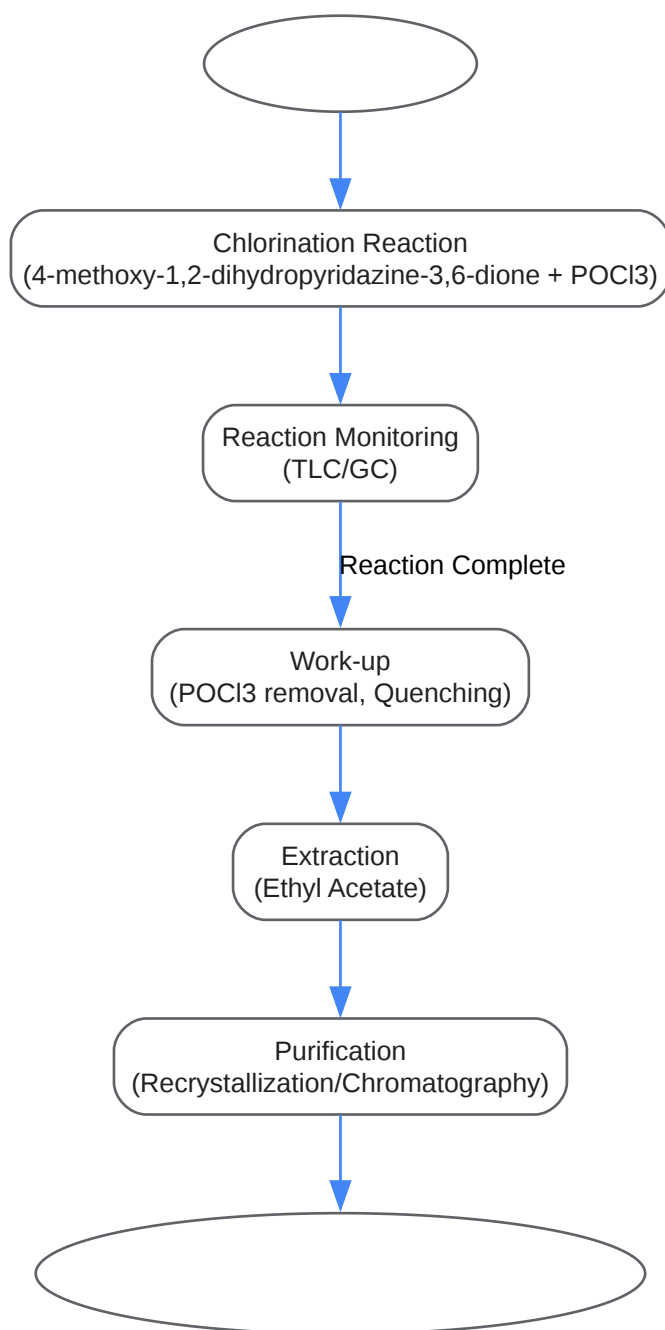 Chlorination Reaction
(4-methoxy-1,2-dihydropyridazine-3,6-dione + POCl3)
Reaction Monitoring
(TLC/GC)
Reaction Complete
Work-up
(POCl3 removal, Quenching)
Extraction
(Ethyl Acetate)
Purification
(Recrystallization/Chromatography)